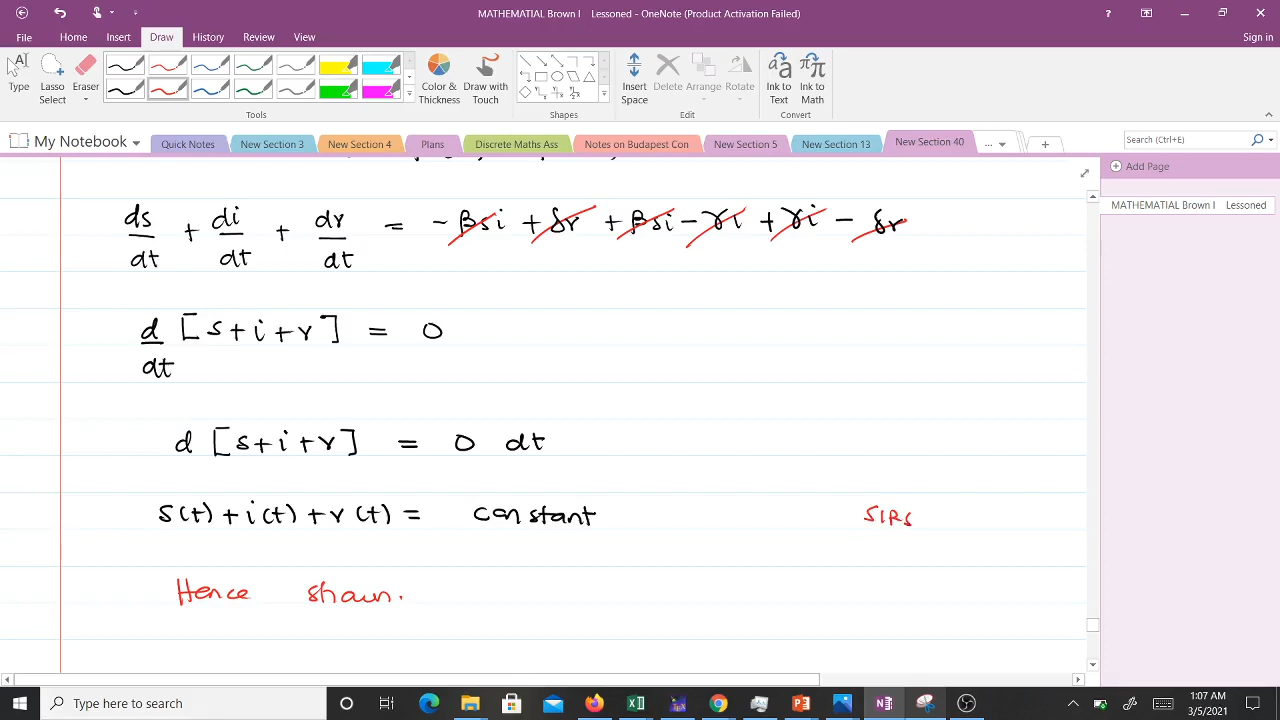 MATHEMATIAL Brown I Lessoned - OneNote (Product Activation Failed)
File Home Insert Draw History Review View Sign in
Type Lasso Select Eraser Color & Thickness Draw with Touch Insert Space Delete Arrange Rotate Ink to Text Ink to Math
Tools Shapes Edit Convert
My Notebook Quick Notes New Section 3 New Section 4 Plans Discrete Maths Ass Notes on Budapest Con New Section 5 New Section 13 New Section 40 ... Search (Ctrl+E)
Add Page
MATHEMATICAL Brown I Lessoned
ds/dt + di/dt + dr/dt = - βsi + δr + βsi - γi + γi - δr
d/dt [s+i+r] = 0
d [s+i+r] = 0 dt
s(t) + i(t) + r(t) = constant
SIRS
Hence shown.
Type here to search
1:07 AM
3/5/2021